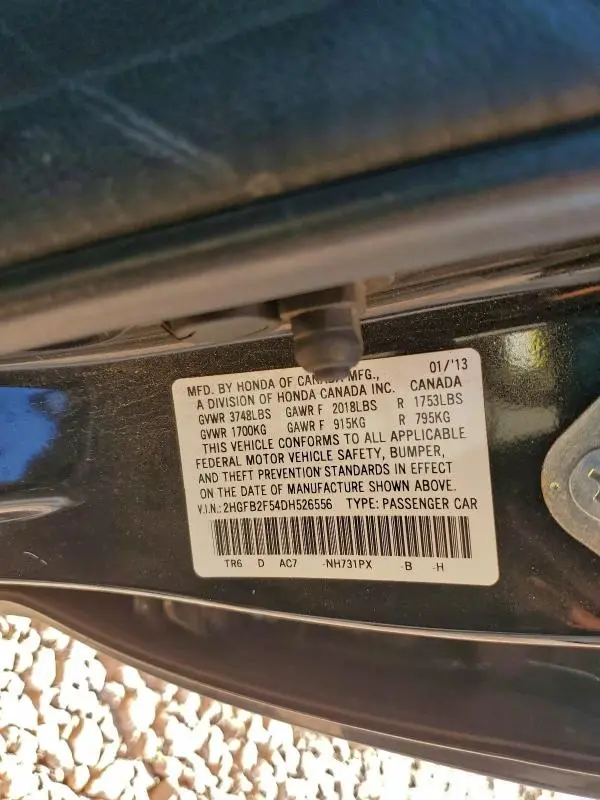 MFD. BY HONDA OF CANADA MFG., 01/'13
A DIVISION OF HONDA CANADA INC. CANADA
GVWR 3748LBS GAWR F 2018LBS R 1753LBS
GVWR 1700KG GAWR F 915KG R 795KG
THIS VEHICLE CONFORMS TO ALL APPLICABLE
FEDERAL MOTOR VEHICLE SAFETY, BUMPER,
AND THEFT PREVENTION STANDARDS IN EFFECT
ON THE DATE OF MANUFACTURE SHOWN ABOVE.
V.I.N.: 2HGFB2F54DH526556 TYPE: PASSENGER CAR
TR6 D AC7 -NH731PX -B -H